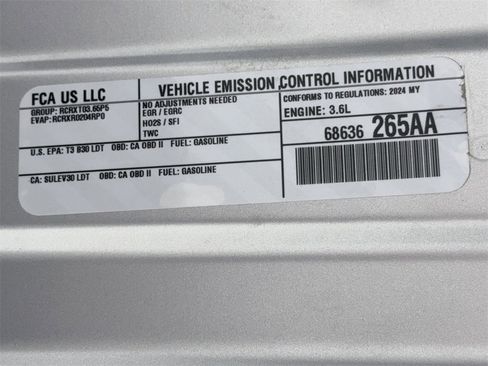 FCA US LLC
GROUP: RCRXT03.65P5
EVAP: RCRXR0204RP0
VEHICLE EMISSION CONTROL INFORMATION
NO ADJUSTMENTS NEEDED
EGR / EGRC
HO2S / SFI
TWC
CONFORMS TO REGULATIONS: 2024 MY
ENGINE: 3.6L
68636 265AA
U.S. EPA: T3 B30 LDT OBD: CA OBD II FUEL: GASOLINE
CA: SULEV30 LDT OBD: CA OBD II FUEL: GASOLINE